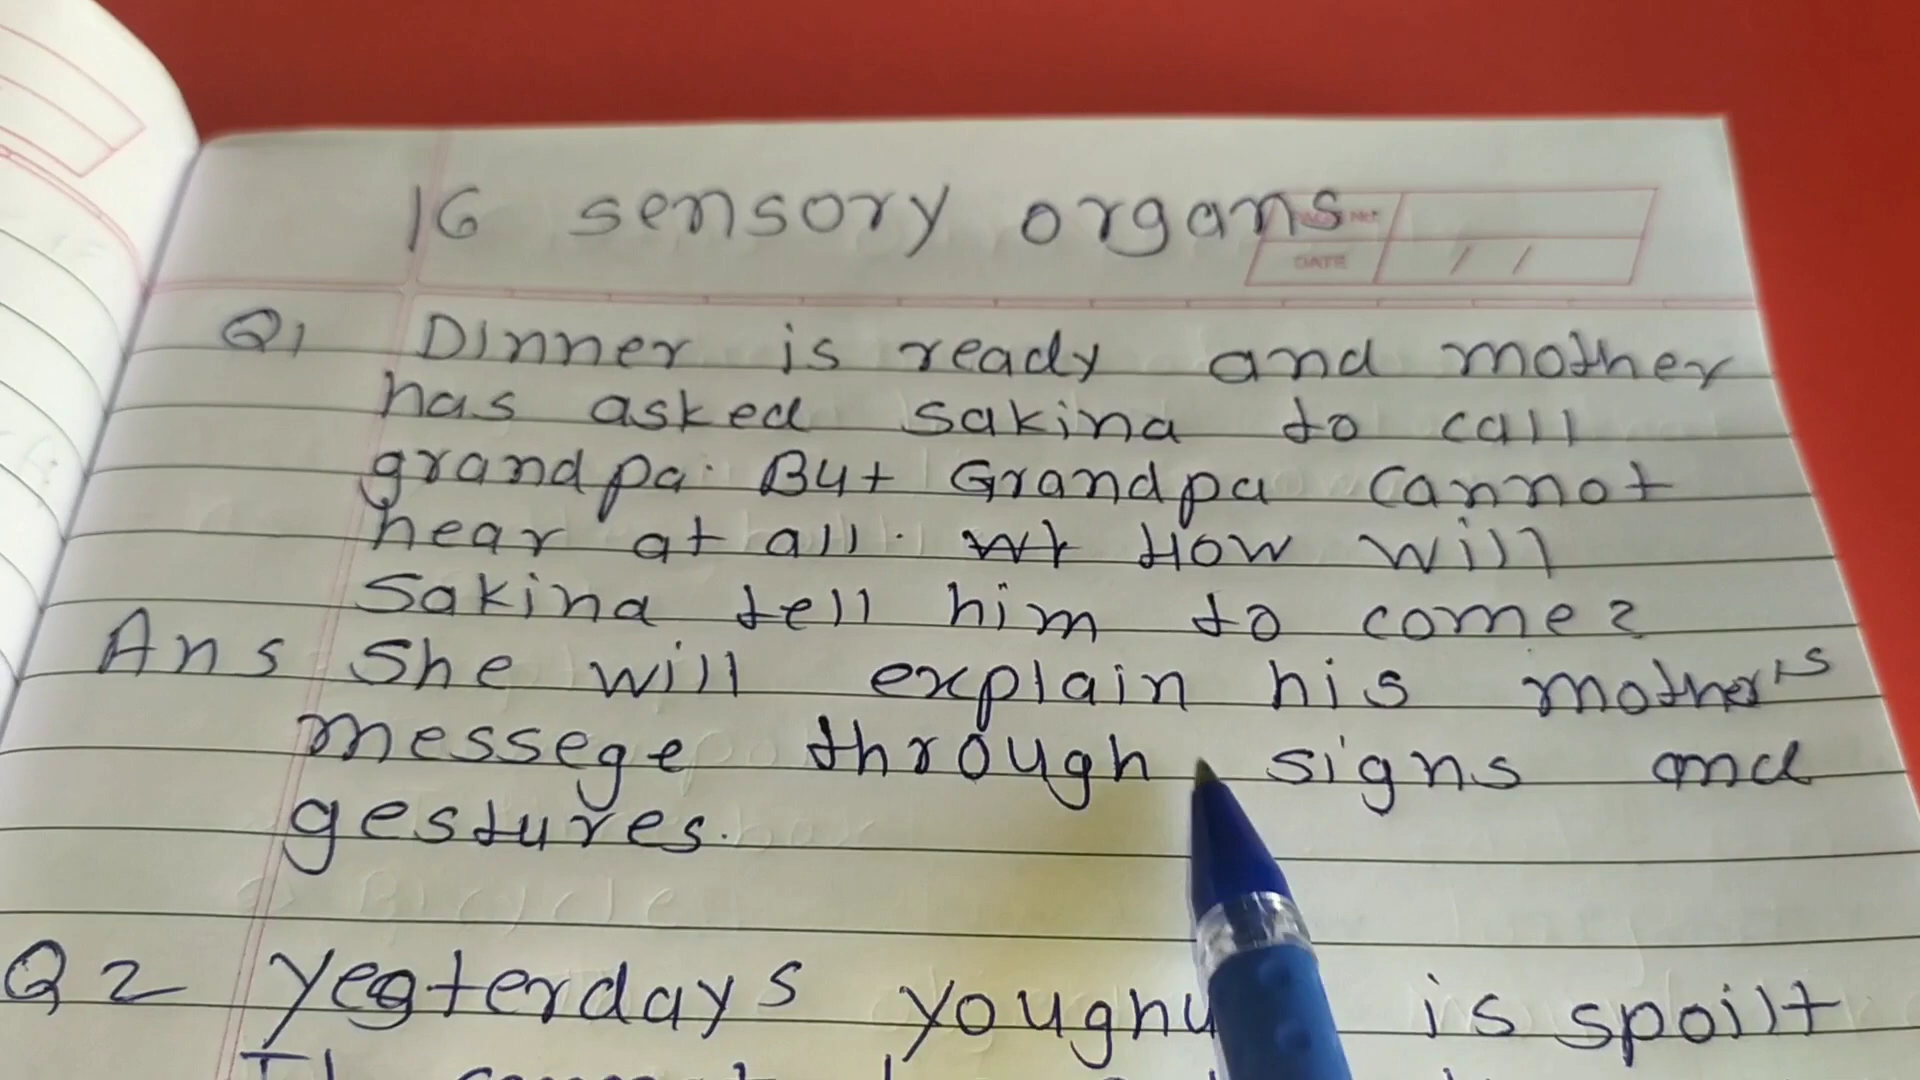 16 sensory organs
PAGE No:
DATE / /
Q1 Dinner is ready and mother
has asked sakina to call
grandpa. But Grandpa cannot
hear at all. How will
Sakina tell him to come?
Ans She will explain his mother's
messege through signs and
gestures.
Q2 Yesterdays is spoilt